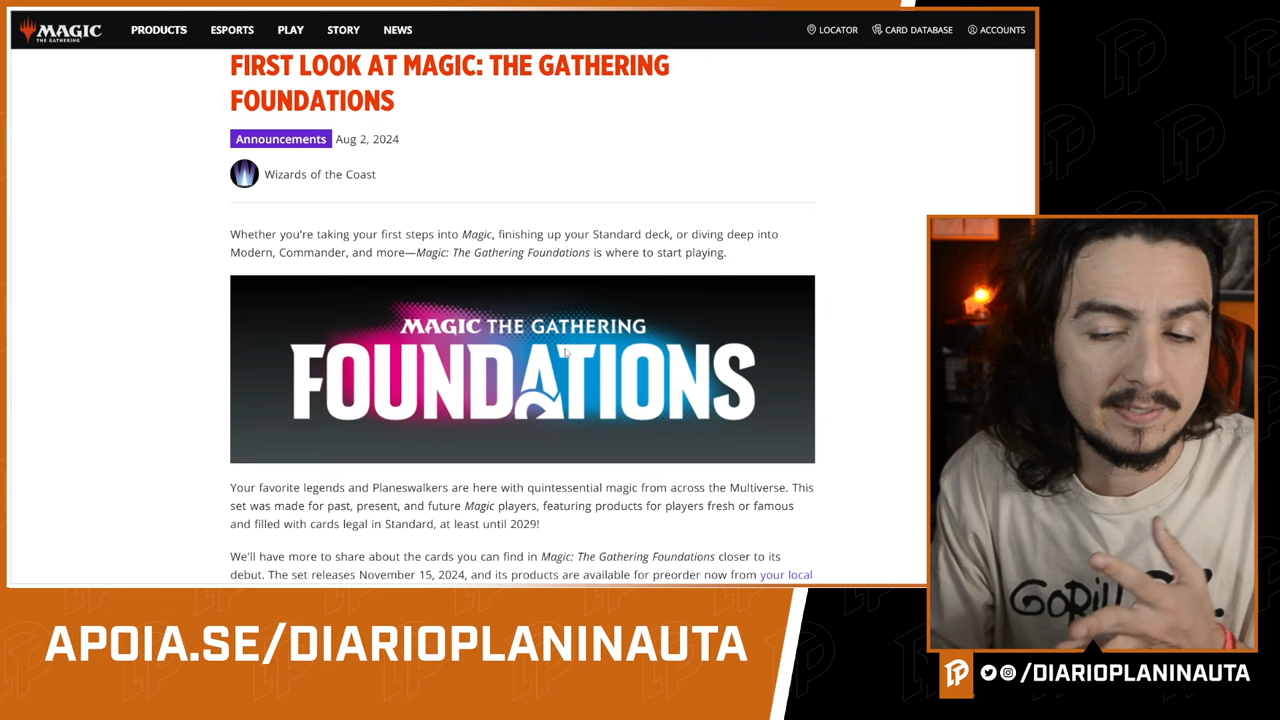 MAGIC
THE GATHERING
PRODUCTS
ESPORTS
PLAY
STORY
NEWS
LOCATOR
CARD DATABASE
ACCOUNTS
FIRST LOOK AT MAGIC: THE GATHERING
FOUNDATIONS
Announcements Aug 2, 2024
Wizards of the Coast
Whether you're taking your first steps into Magic, finishing up your Standard deck, or diving deep into
Modern, Commander, and more—Magic: The Gathering Foundations is where to start playing.
MAGIC THE GATHERING
FOUNDATIONS
Your favorite legends and Planeswalkers are here with quintessential magic from across the Multiverse. This
set was made for past, present, and future Magic players, featuring products for players fresh or famous
and filled with cards legal in Standard, at least until 2029!
We'll have more to share about the cards you can find in Magic: The Gathering Foundations closer to its
debut. The set releases November 15, 2024, and its products are available for preorder now from your local
APOIA.SE/DIARIOPLANINAUTA
/DIARIOPLANINAUTA